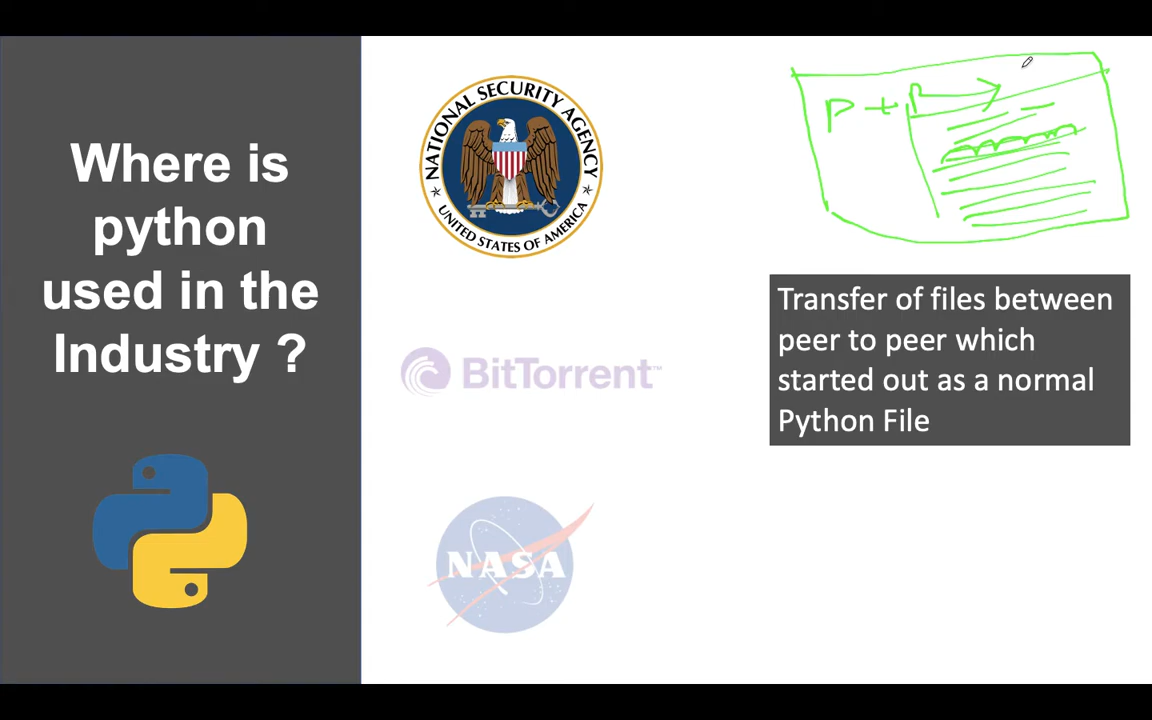 Where is
python
used in the
Industry ?
NATIONAL SECURITY AGENCY
UNITED STATES OF AMERICA
P + P
Transfer of files between
peer to peer which
started out as a normal
Python File
BitTorrent™
NASA